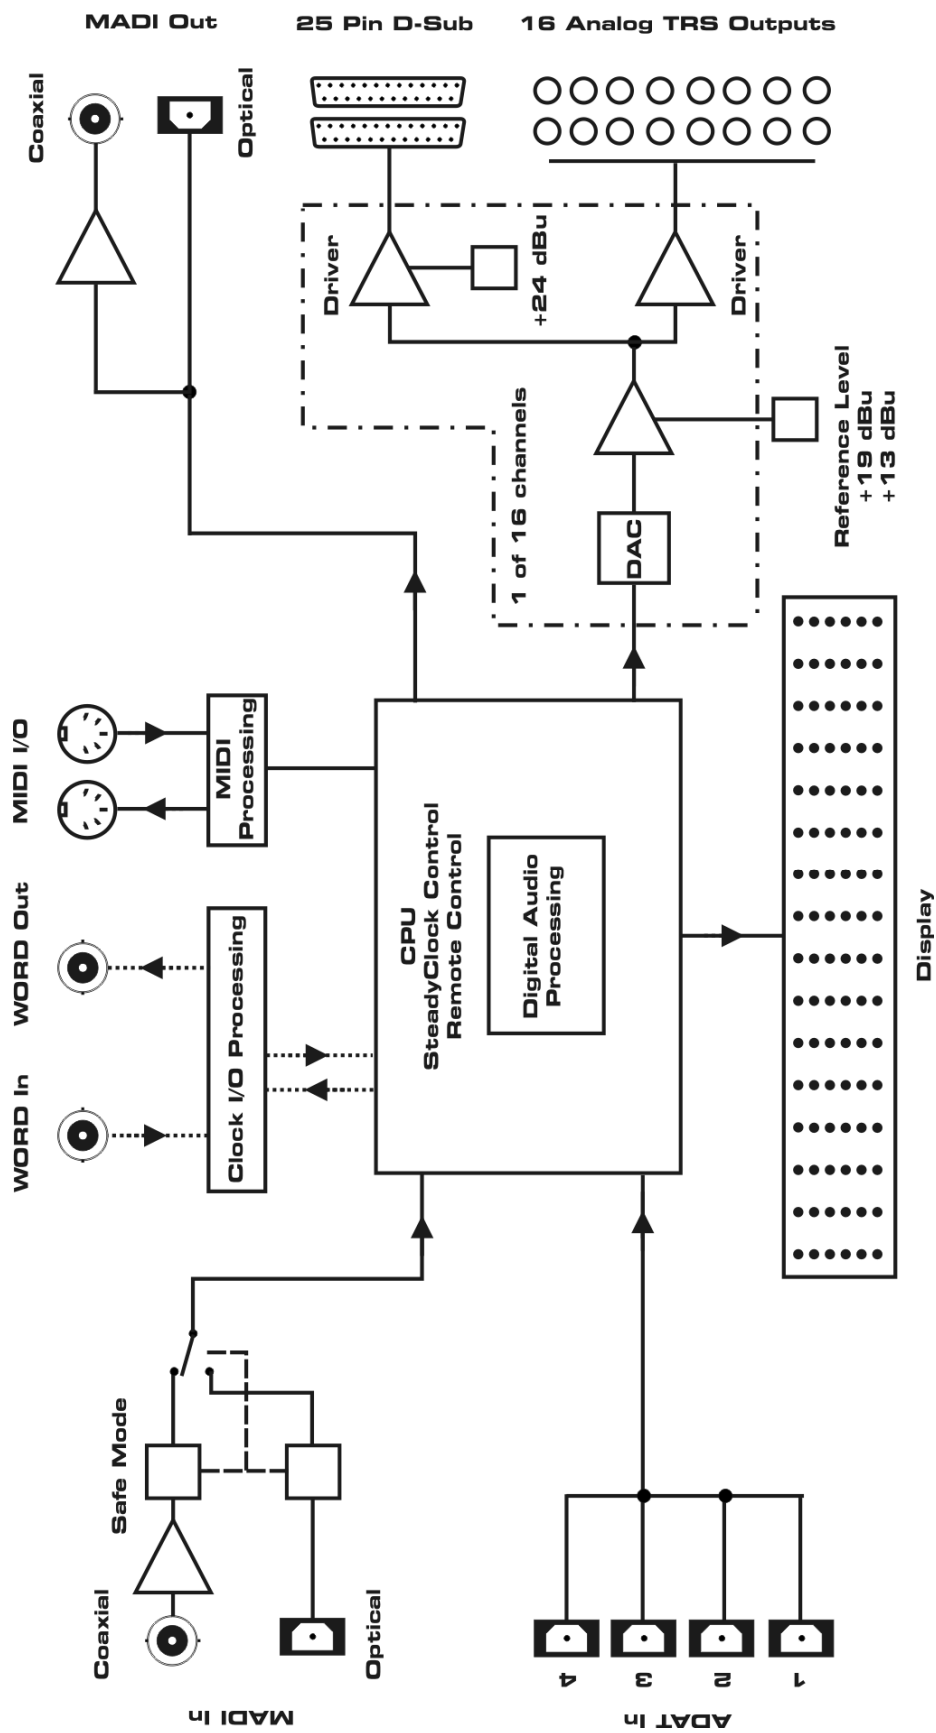 MADI Out
25 Pin D-Sub
16 Analog TRS Outputs
Coaxial
Optical
Driver
+24 dBu
Driver
1 of 16 channels
DAC
Reference Level
+19 dBu
+13 dBu
MIDI I/O
MIDI
Processing
WORD Out
WORD In
Clock I/O Processing
CPU
SteadyClock Control
Remote Control
Digital Audio
Processing
Display
Safe Mode
Coaxial
Optical
MADI In
4
3
2
1
ADAT In